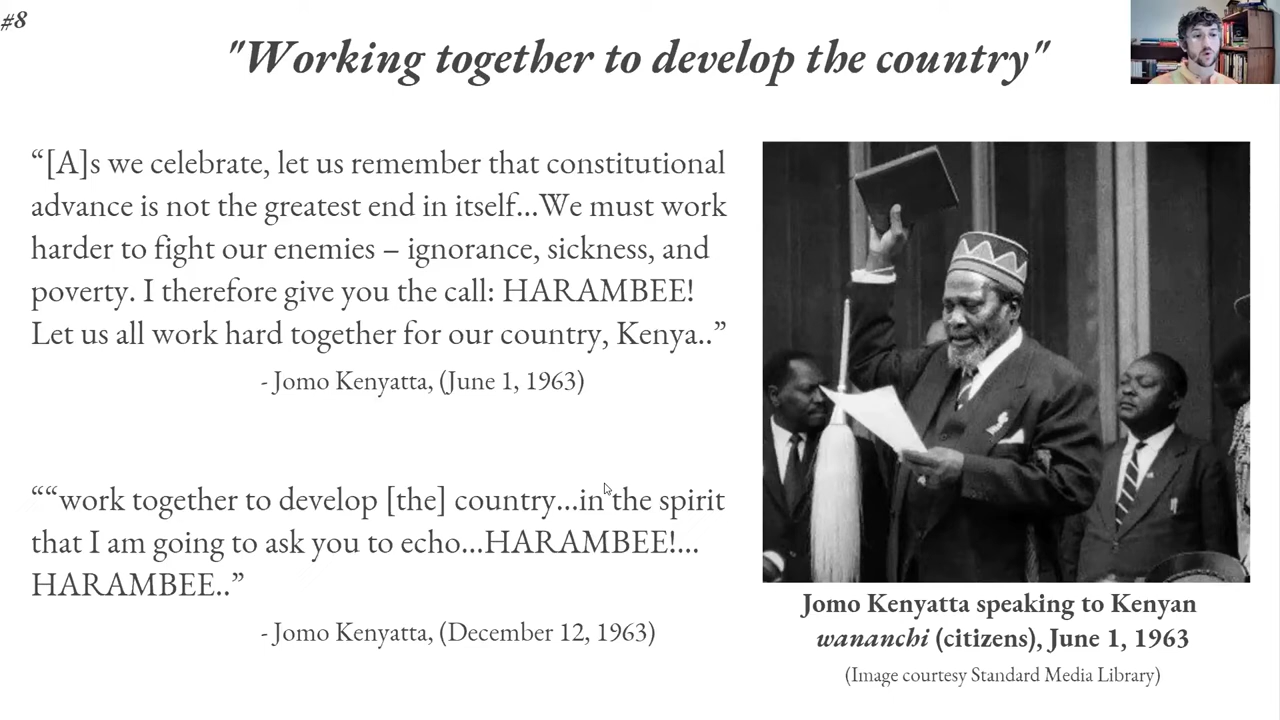 #8
"Working together to develop the country"
“[A]s we celebrate, let us remember that constitutional
advance is not the greatest end in itself...We must work
harder to fight our enemies – ignorance, sickness, and
poverty. I therefore give you the call: HARAMBEE!
Let us all work hard together for our country, Kenya..”
- Jomo Kenyatta, (June 1, 1963)
““work together to develop [the] country...in the spirit
that I am going to ask you to echo...HARAMBEE!...
HARAMBEE..”
- Jomo Kenyatta, (December 12, 1963)
Jomo Kenyatta speaking to Kenyan
wananchi (citizens), June 1, 1963
(Image courtesy Standard Media Library)